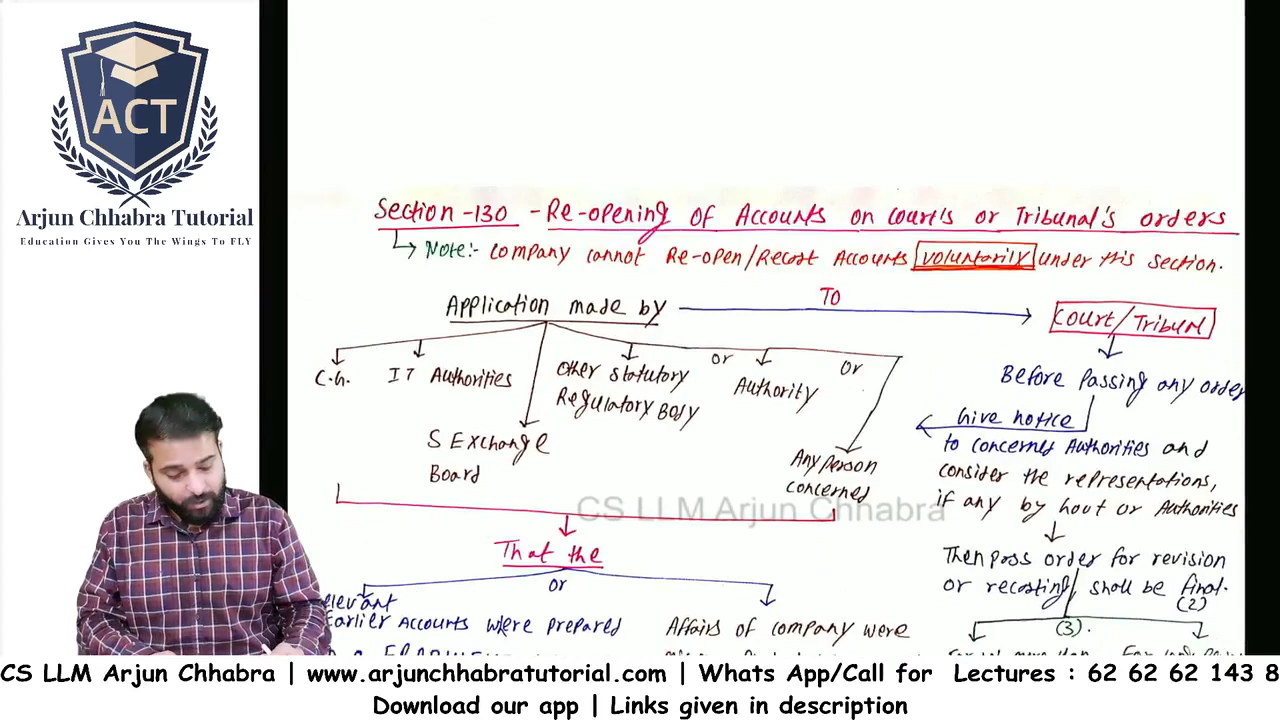 ACT
Arjun Chhabra Tutorial
Education Gives You The Wings To FLY
Section -130 - Re-opening of Accounts on court's or Tribunal's orders
Note:- company cannot Re-open/Recast Accounts voluntarily under this section.
Application made by
TO
Court/Tribunal
C.G.
IT Authorities
S Exchange
Board
Other statutory
Regulatory Body
or
Authority
or
Any person
concerned
Before passing any order
Give notice
to concerned Authorities and
consider the representations,
if any by Govt or Authorities
Then pass order for revision
or recasting, shall be final.
(2)
(3).
CS LLM Arjun Chhabra
That the
or
elevant
Earlier Accounts were prepared
Affairs of company were
CS LLM Arjun Chhabra | www.arjunchhabratutorial.com | Whats App/Call for Lectures : 62 62 62 143 8
Download our app | Links given in description